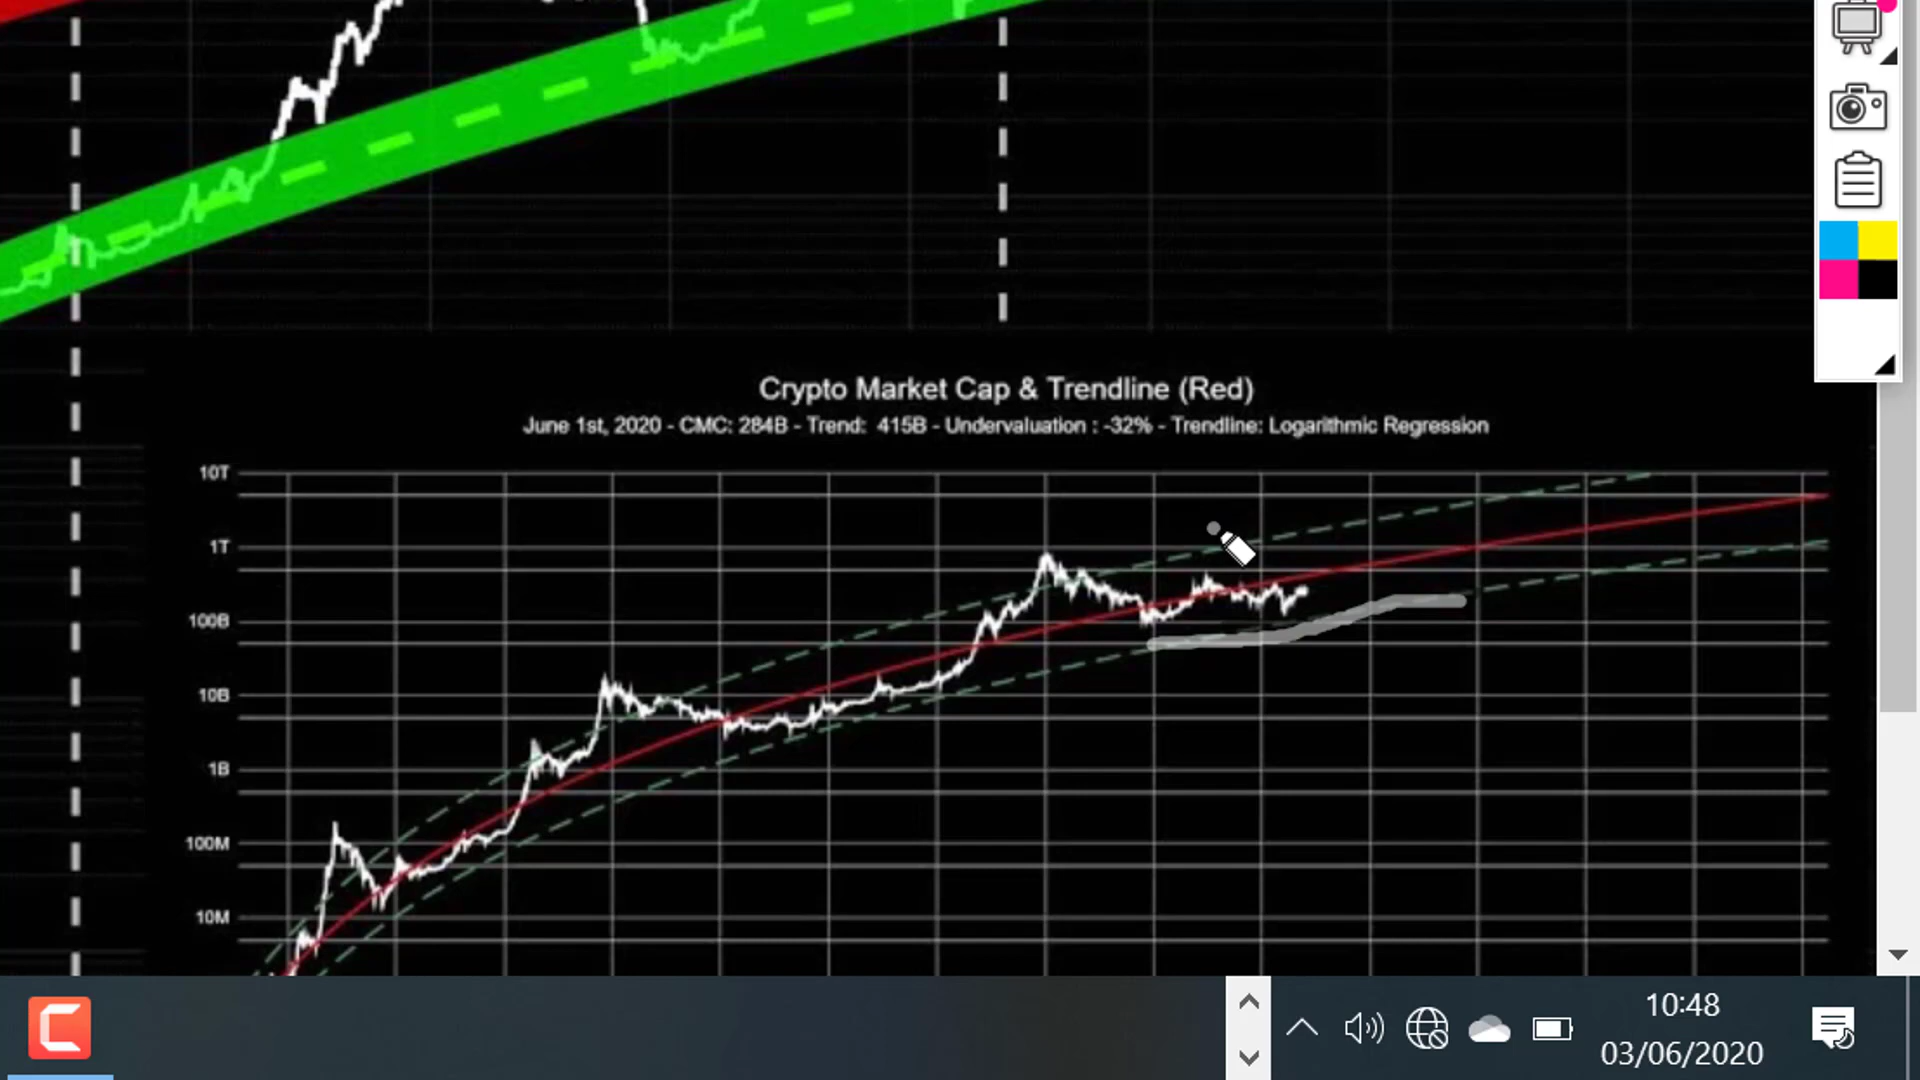 Crypto Market Cap & Trendline (Red)
June 1st, 2020 - CMC: 284B - Trend: 415B - Undervaluation : -32% - Trendline: Logarithmic Regression
10T
1T
100B
10B
1B
100M
10M
10:48
03/06/2020